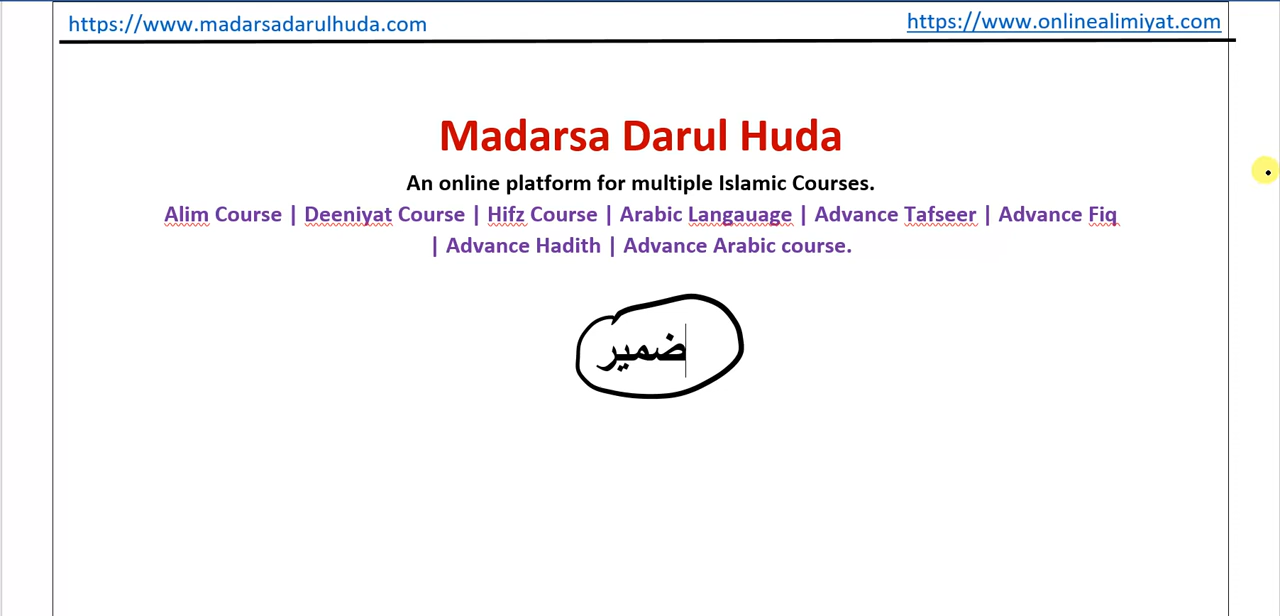 https://www.madarsadarulhuda.com
https://www.onlinealimiyat.com
Madarsa Darul Huda
An online platform for multiple Islamic Courses.
Alim Course | Deeniyat Course | Hifz Course | Arabic Langauage | Advance Tafseer | Advance Fiq
| Advance Hadith | Advance Arabic course.
ضمیر